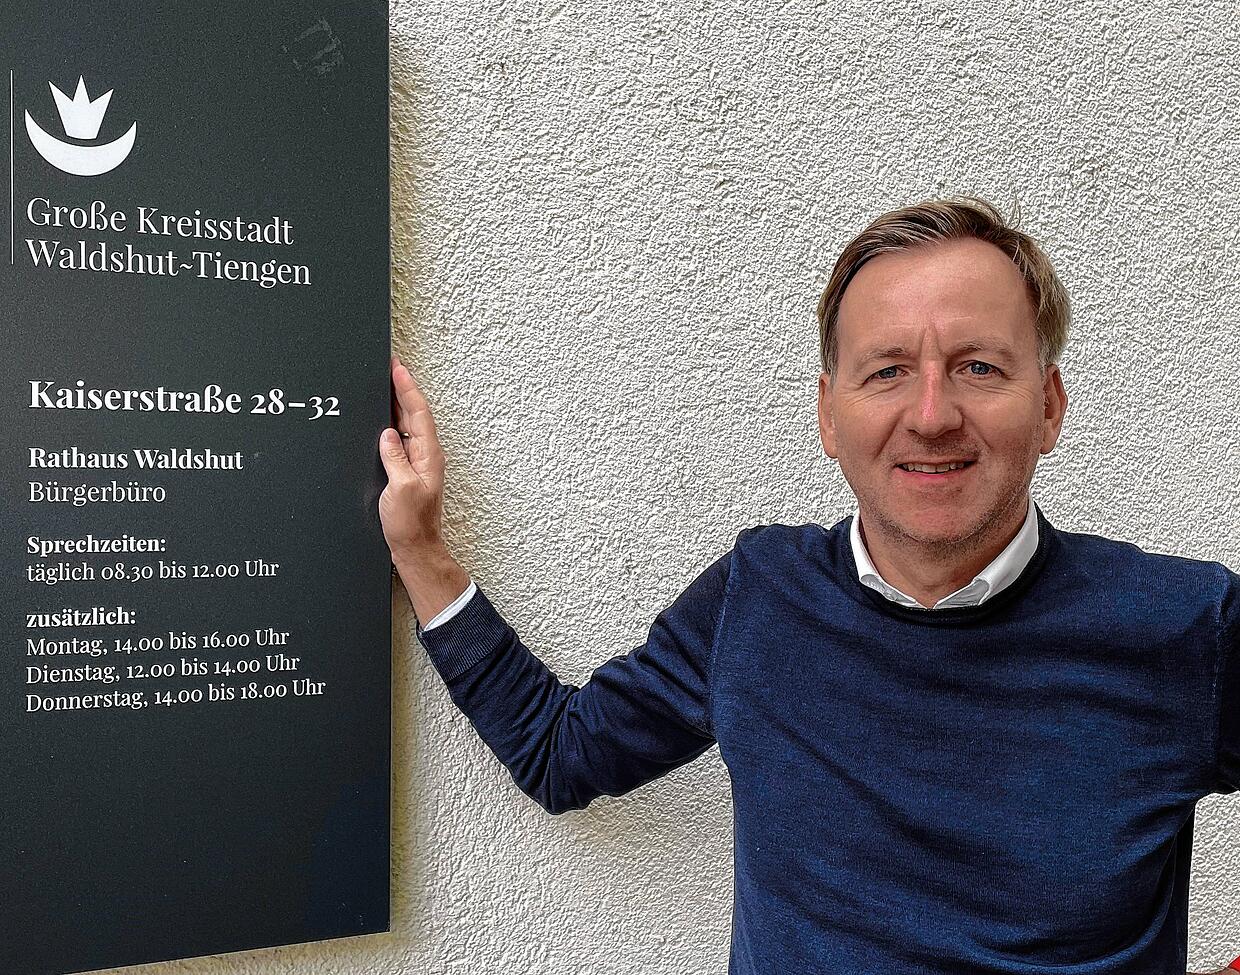 Große Kreisstadt
Waldshut~Tiengen
Kaiserstraße 28–32
Rathaus Waldshut
Bürgerbüro
Sprechzeiten:
täglich 08.30 bis 12.00 Uhr
zusätzlich:
Montag, 14.00 bis 16.00 Uhr
Dienstag, 12.00 bis 14.00 Uhr
Donnerstag, 14.00 bis 18.00 Uhr